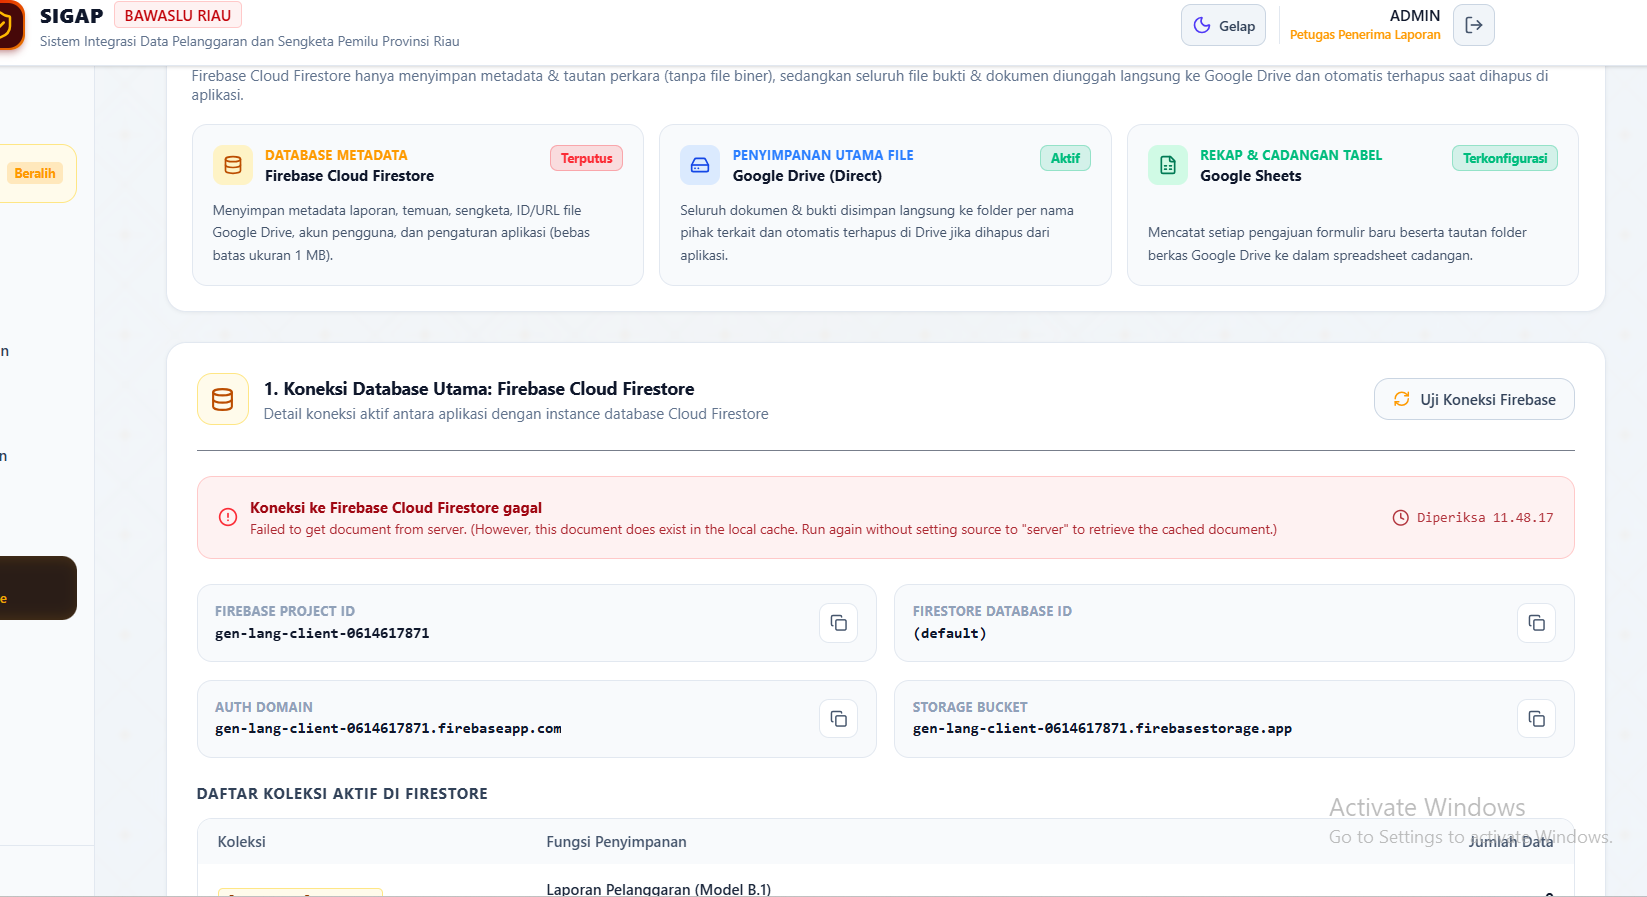 SIGAP BAWASLU RIAU
Sistem Integrasi Data Pelanggaran dan Sengketa Pemilu Provinsi Riau
Gelap
ADMIN
Petugas Penerima Laporan
Firebase Cloud Firestore hanya menyimpan metadata & tautan perkara (tanpa file biner), sedangkan seluruh file bukti & dokumen diunggah langsung ke Google Drive dan otomatis terhapus saat dihapus di
aplikasi.
Beralih
n
n
e
DATABASE METADATA
Firebase Cloud Firestore
Terputus
Menyimpan metadata laporan, temuan, sengketa, ID/URL file
Google Drive, akun pengguna, dan pengaturan aplikasi (bebas
batas ukuran 1 MB).
PENYIMPANAN UTAMA FILE
Google Drive (Direct)
Aktif
Seluruh dokumen & bukti disimpan langsung ke folder per nama
pihak terkait dan otomatis terhapus di Drive jika dihapus dari
aplikasi.
REKAP & CADANGAN TABEL
Google Sheets
Terkonfigurasi
Mencatat setiap pengajuan formulir baru beserta tautan folder
berkas Google Drive ke dalam spreadsheet cadangan.
1. Koneksi Database Utama: Firebase Cloud Firestore
Detail koneksi aktif antara aplikasi dengan instance database Cloud Firestore
Uji Koneksi Firebase
Koneksi ke Firebase Cloud Firestore gagal
Failed to get document from server. (However, this document does exist in the local cache. Run again without setting source to "server" to retrieve the cached document.)
Diperiksa 11.48.17
FIREBASE PROJECT ID
gen-lang-client-0614617871
FIRESTORE DATABASE ID
(default)
AUTH DOMAIN
gen-lang-client-0614617871.firebaseapp.com
STORAGE BUCKET
gen-lang-client-0614617871.firebasestorage.app
DAFTAR KOLEKSI AKTIF DI FIRESTORE
Koleksi Fungsi Penyimpanan Jumlah Data
Laporan Pelanggaran (Model B.1)
Activate Windows
Go to Settings to activate Windows.